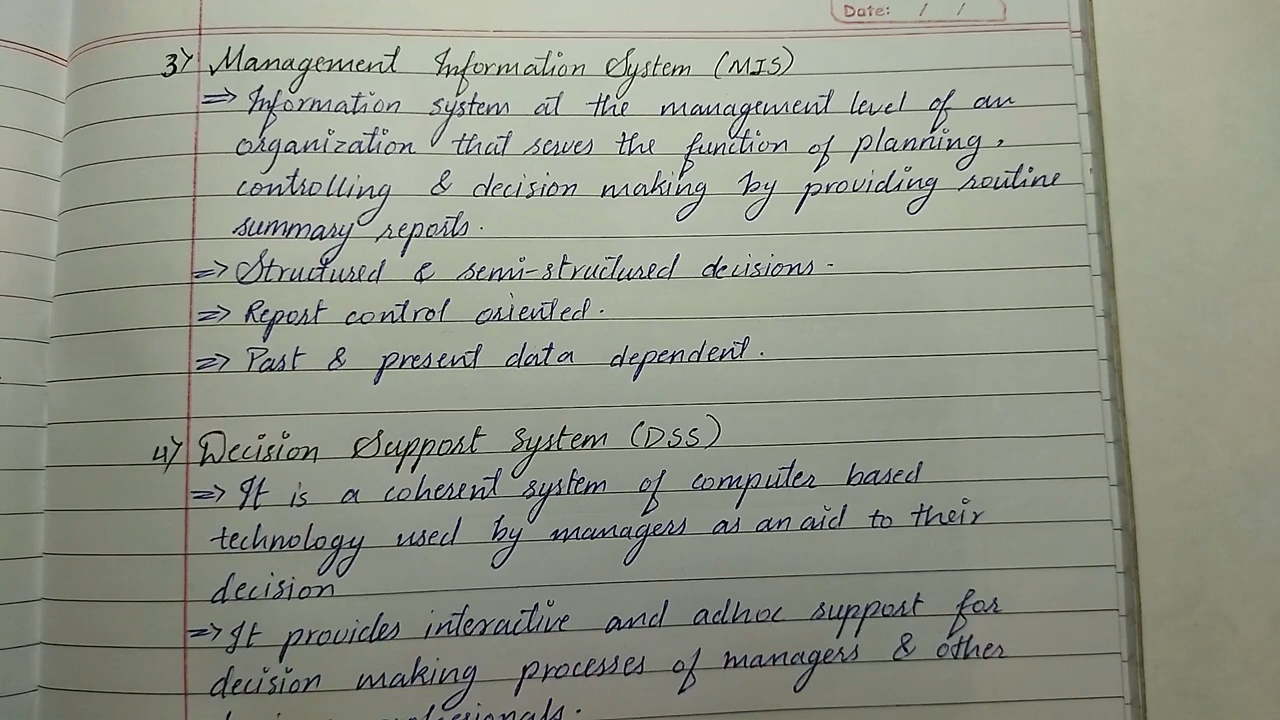 Date: / /
3) Management Information System (MIS)
⇒ Information system at the management level of an
organization that serves the function of planning,
controlling & decision making by providing routine
summary reports.
⇒ Structured & semi-structured decisions.
⇒ Report control oriented.
⇒ Past & present data dependent.
4) Decision Support System (DSS)
⇒ It is a coherent system of computer based
technology used by managers as an aid to their
decision
⇒ It provides interactive and adhoc support for
decision making processes of managers & other